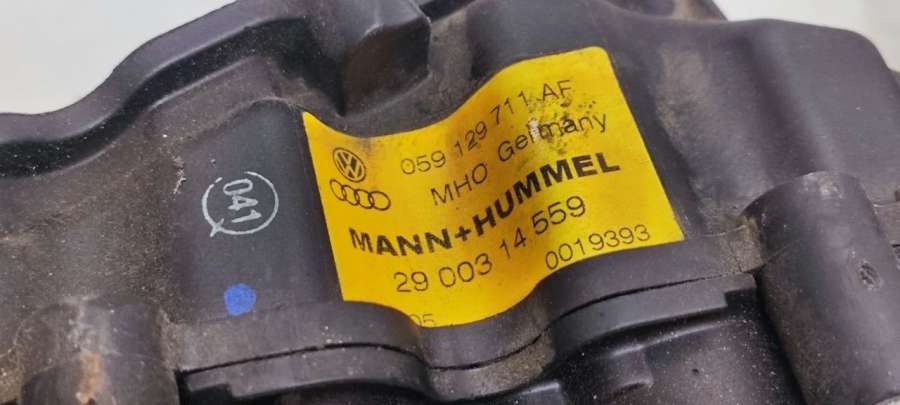 059 129 711 AF
MHO Germany
MANN+HUMMEL
29 003 14 559
0019393
041